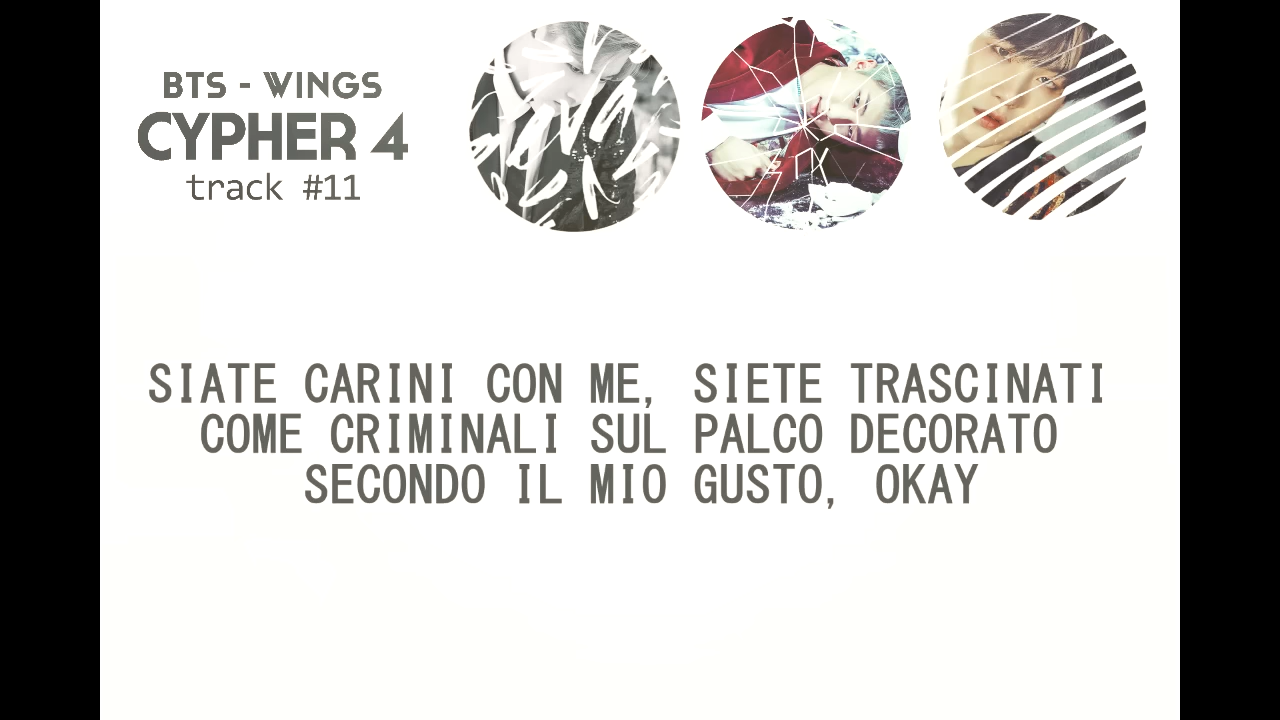 BTS - WINGS
CYPHER 4
track #11
SIATE CARINI CON ME, SIETE TRASCINATI
COME CRIMINALI SUL PALCO DECORATO
SECONDO IL MIO GUSTO, OKAY